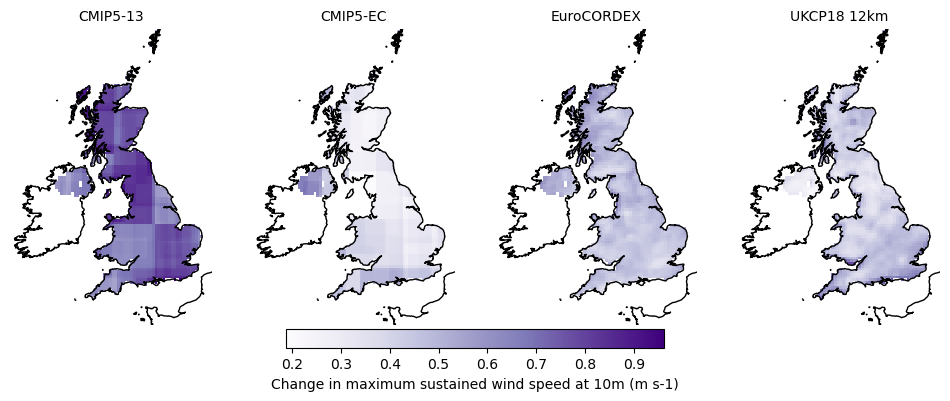 CMIP5-13 CMIP5-EC EuroCORDEX UKCP18 12km
0.2 0.3 0.4 0.5 0.6 0.7 0.8 0.9
Change in maximum sustained wind speed at 10m (m s-1)